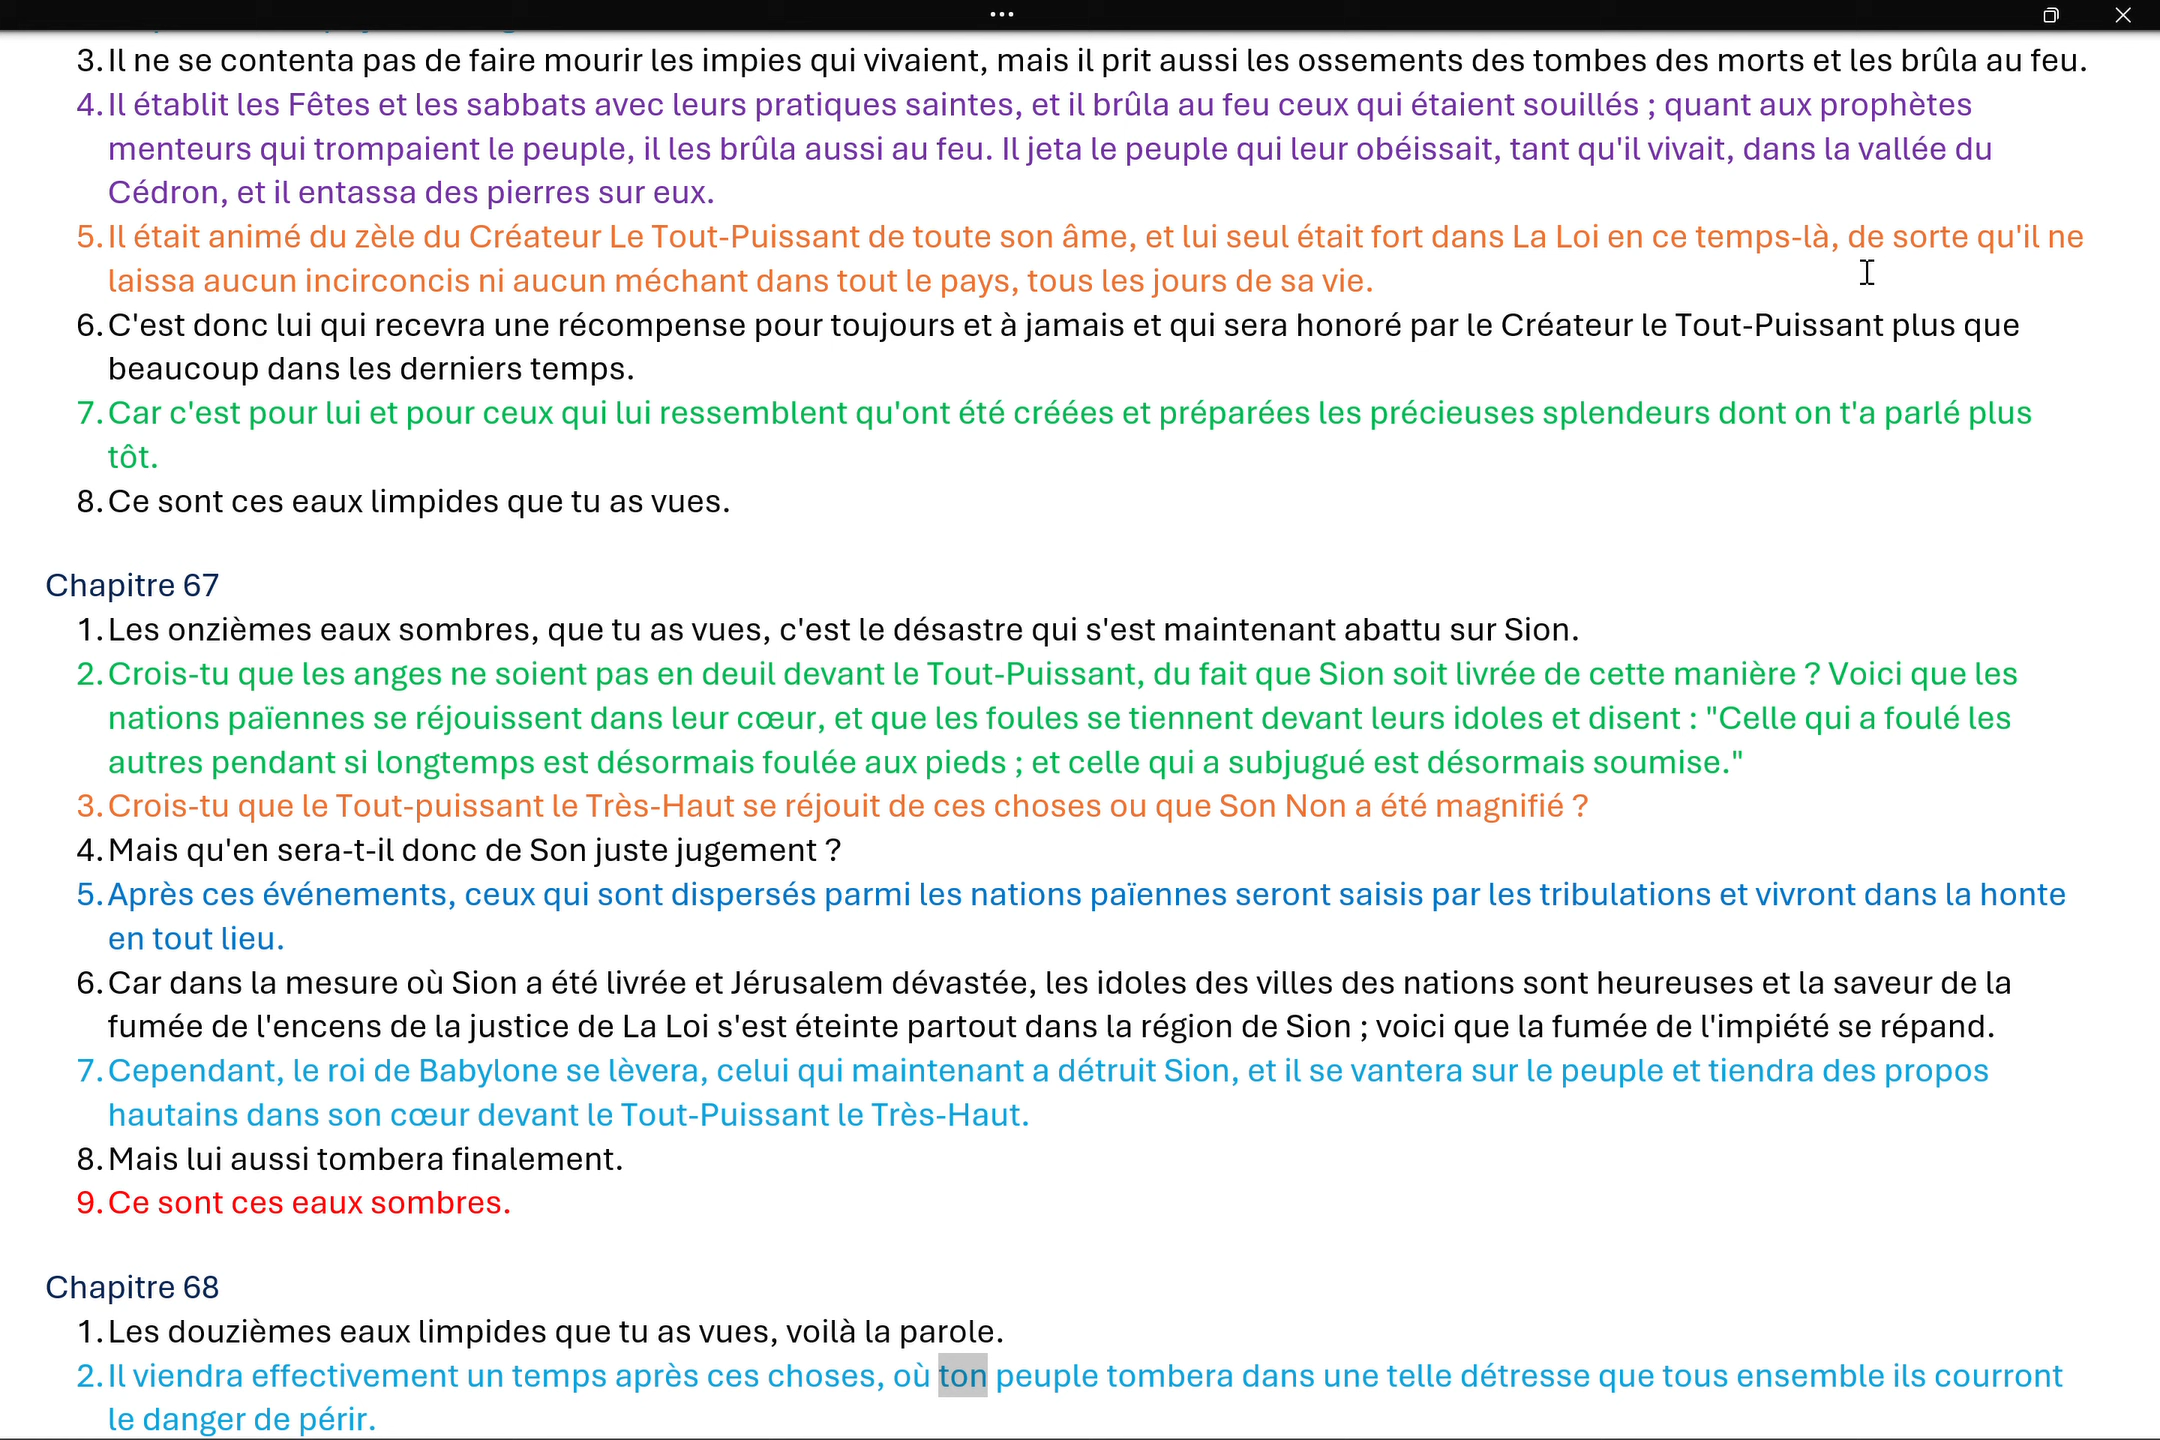 3. Il ne se contenta pas de faire mourir les impies qui vivaient, mais il prit aussi les ossements des tombes des morts et les brûla au feu.
4. Il établit les Fêtes et les sabbats avec leurs pratiques saintes, et il brûla au feu ceux qui étaient souillés ; quant aux prophètes
menteurs qui trompaient le peuple, il les brûla aussi au feu. Il jeta le peuple qui leur obéissait, tant qu'il vivait, dans la vallée du
Cédron, et il entassa des pierres sur eux.
5. Il était animé du zèle du Créateur Le Tout-Puissant de toute son âme, et lui seul était fort dans La Loi en ce temps-là, de sorte qu'il ne
laissa aucun incirconcis ni aucun méchant dans tout le pays, tous les jours de sa vie.
6. C'est donc lui qui recevra une récompense pour toujours et à jamais et qui sera honoré par le Créateur le Tout-Puissant plus que
beaucoup dans les derniers temps.
7. Car c'est pour lui et pour ceux qui lui ressemblent qu'ont été créées et préparées les précieuses splendeurs dont on t'a parlé plus
tôt.
8. Ce sont ces eaux limpides que tu as vues.
Chapitre 67
1. Les onzièmes eaux sombres, que tu as vues, c'est le désastre qui s'est maintenant abattu sur Sion.
2. Crois-tu que les anges ne soient pas en deuil devant le Tout-Puissant, du fait que Sion soit livrée de cette manière ? Voici que les
nations païennes se réjouissent dans leur cœur, et que les foules se tiennent devant leurs idoles et disent : "Celle qui a foulé les
autres pendant si longtemps est désormais foulée aux pieds ; et celle qui a subjugué est désormais soumise."
3. Crois-tu que le Tout-puissant le Très-Haut se réjouit de ces choses ou que Son Non a été magnifié ?
4. Mais qu'en sera-t-il donc de Son juste jugement ?
5. Après ces événements, ceux qui sont dispersés parmi les nations païennes seront saisis par les tribulations et vivront dans la honte
en tout lieu.
6. Car dans la mesure où Sion a été livrée et Jérusalem dévastée, les idoles des villes des nations sont heureuses et la saveur de la
fumée de l'encens de la justice de La Loi s'est éteinte partout dans la région de Sion ; voici que la fumée de l'impiété se répand.
7. Cependant, le roi de Babylone se lèvera, celui qui maintenant a détruit Sion, et il se vantera sur le peuple et tiendra des propos
hautains dans son cœur devant le Tout-Puissant le Très-Haut.
8. Mais lui aussi tombera finalement.
9. Ce sont ces eaux sombres.
Chapitre 68
1. Les douzièmes eaux limpides que tu as vues, voilà la parole.
2. Il viendra effectivement un temps après ces choses, où ton peuple tombera dans une telle détresse que tous ensemble ils courront
le danger de périr.